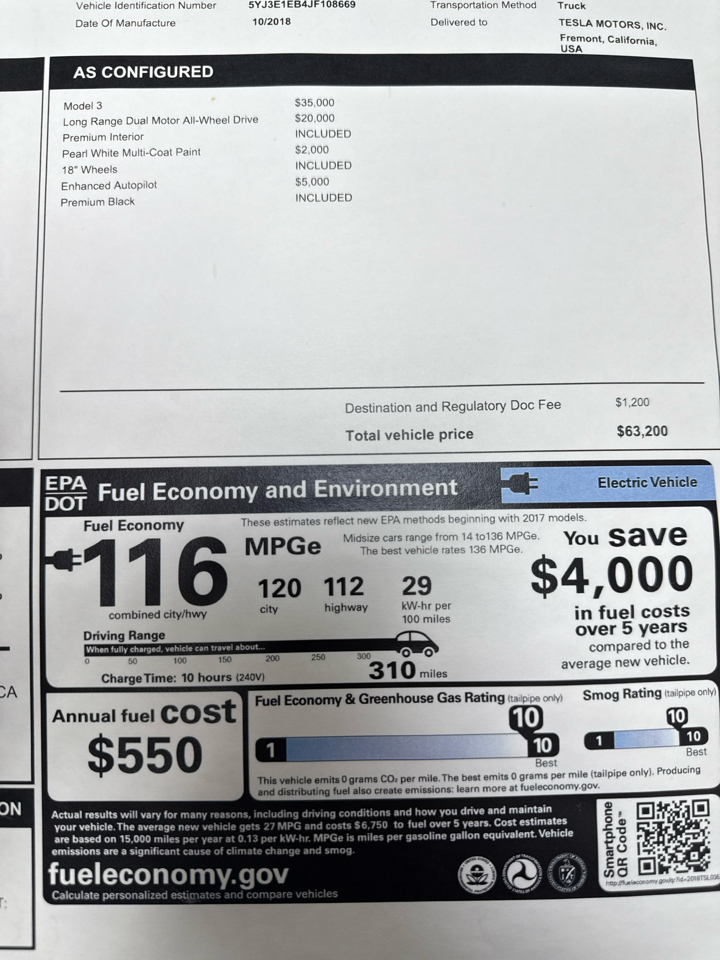 Vehicle Identification Number 5YJ3E1EB4JF108669 Transportation Method Truck
Date Of Manufacture 10/2018 Delivered to TESLA MOTORS, INC.
Fremont, California,
USA
AS CONFIGURED
Model 3 $35,000
Long Range Dual Motor All-Wheel Drive $20,000
Premium Interior INCLUDED
Pearl White Multi-Coat Paint $2,000
18" Wheels INCLUDED
Enhanced Autopilot $5,000
Premium Black INCLUDED
Destination and Regulatory Doc Fee $1,200
Total vehicle price $63,200
EPA
DOT Fuel Economy and Environment Electric Vehicle
Fuel Economy
These estimates reflect new EPA methods beginning with 2017 models.
116 MPGe
Midsize cars range from 14 to136 MPGe.
The best vehicle rates 136 MPGe.
120 112 29
city highway kW-hr per
100 miles
combined city/hwy
You save
$4,000
in fuel costs
over 5 years
compared to the
average new vehicle.
Driving Range
When fully charged, vehicle can travel about...
0 50 100 150 200 250 300
310 miles
Charge Time: 10 hours (240V)
Annual fuel cost
$550
Fuel Economy & Greenhouse Gas Rating (tailpipe only)
10
1 10
Best
Smog Rating (tailpipe only)
10
1 10
Best
This vehicle emits 0 grams CO₂ per mile. The best emits 0 grams per mile (tailpipe only). Producing
and distributing fuel also create emissions: learn more at fueleconomy.gov.
Actual results will vary for many reasons, including driving conditions and how you drive and maintain
your vehicle. The average new vehicle gets 27 MPG and costs $6,750 to fuel over 5 years. Cost estimates
are based on 15,000 miles per year at 0.13 per kW-hr. MPGe is miles per gasoline gallon equivalent. Vehicle
emissions are a significant cause of climate change and smog.
fueleconomy.gov
Calculate personalized estimates and compare vehicles
Smartphone
QR Code™
CA
ON
T: